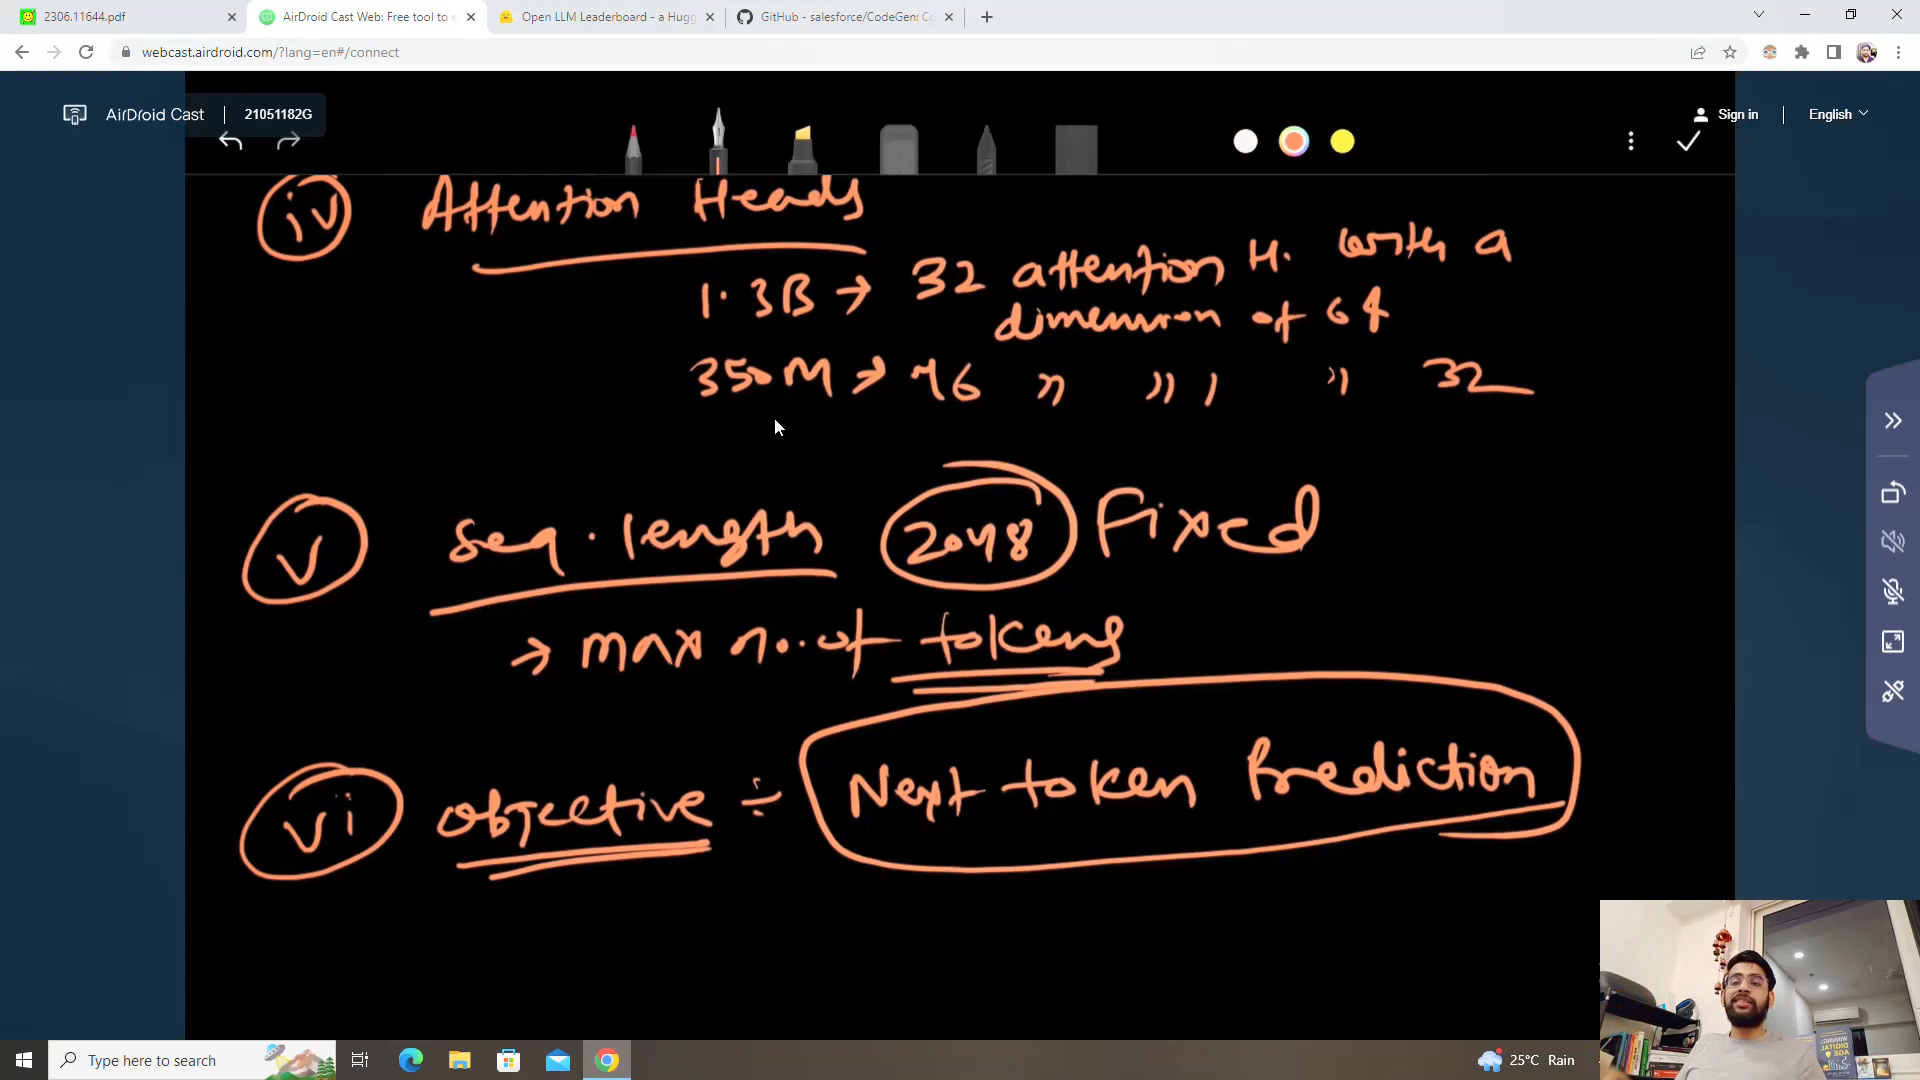 2306.11644.pdf
AirDroid Cast Web: Free tool to w
Open LLM Leaderboard - a Hugg
GitHub - salesforce/CodeGen: Co
webcast.airdroid.com/?lang=en#/connect
AirDroid Cast
21051182G
Sign in
English
iv Attention Heads
1.3B → 32 attention H. with a
dimension of 64
350M → 16 " " " " 32
v seq. length 2048 Fixed
→ max no. of tokens
vi objective ÷ Next token Prediction
DIGITAL
AGE
Type here to search
25°C Rain